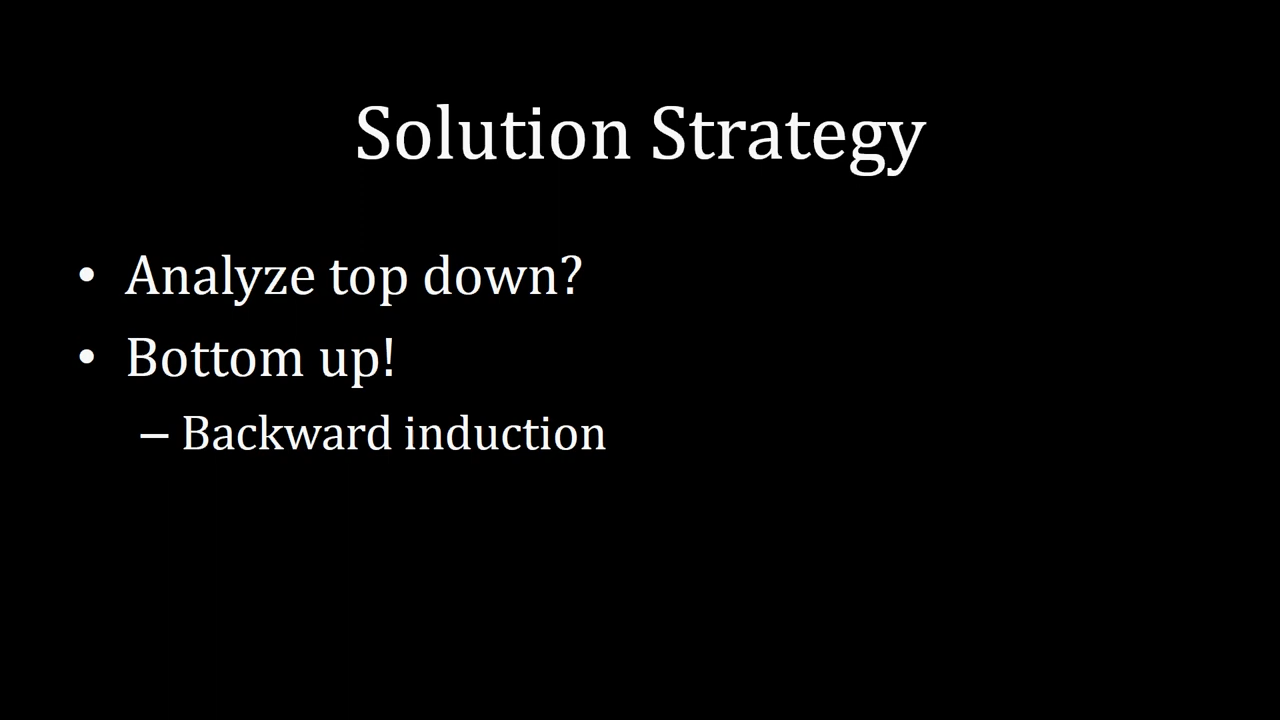 Solution Strategy
• Analyze top down?
• Bottom up!
– Backward induction